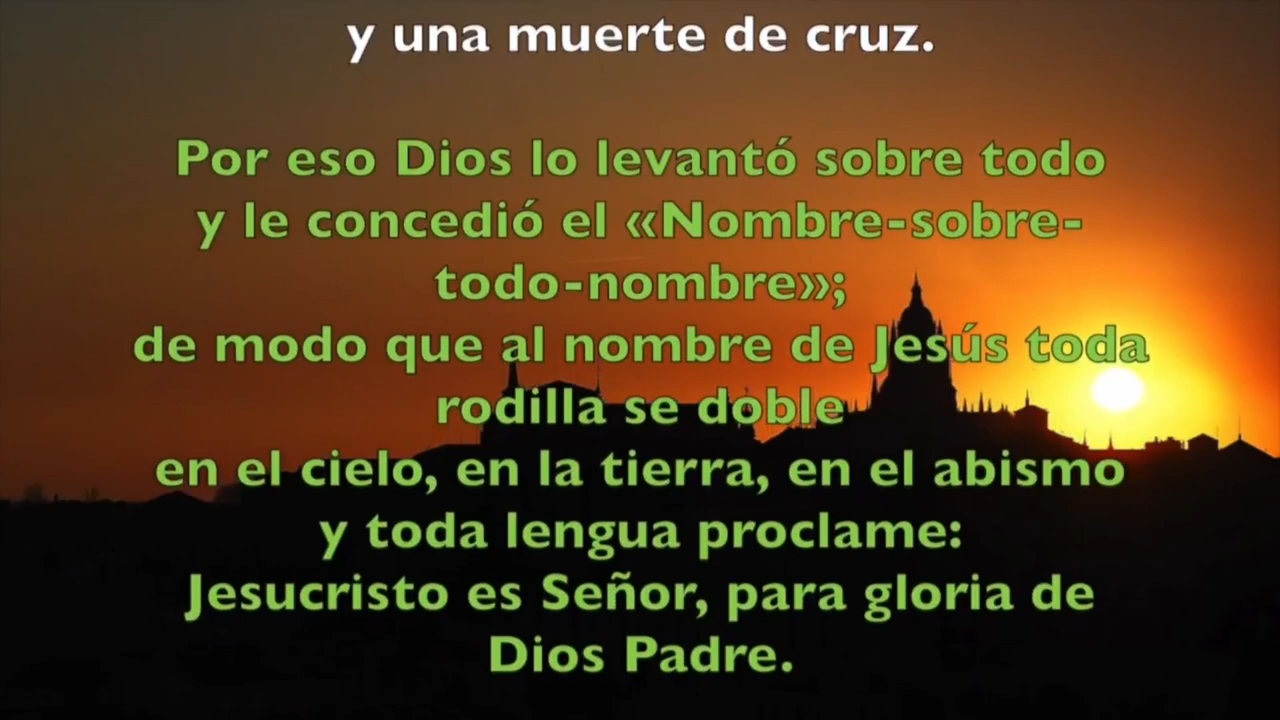 y una muerte de cruz.
Por eso Dios lo levantó sobre todo
y le concedió el «Nombre-sobre-
todo-nombre»;
de modo que al nombre de Jesús toda
rodilla se doble
en el cielo, en la tierra, en el abismo
y toda lengua proclame:
Jesucristo es Señor, para gloria de
Dios Padre.